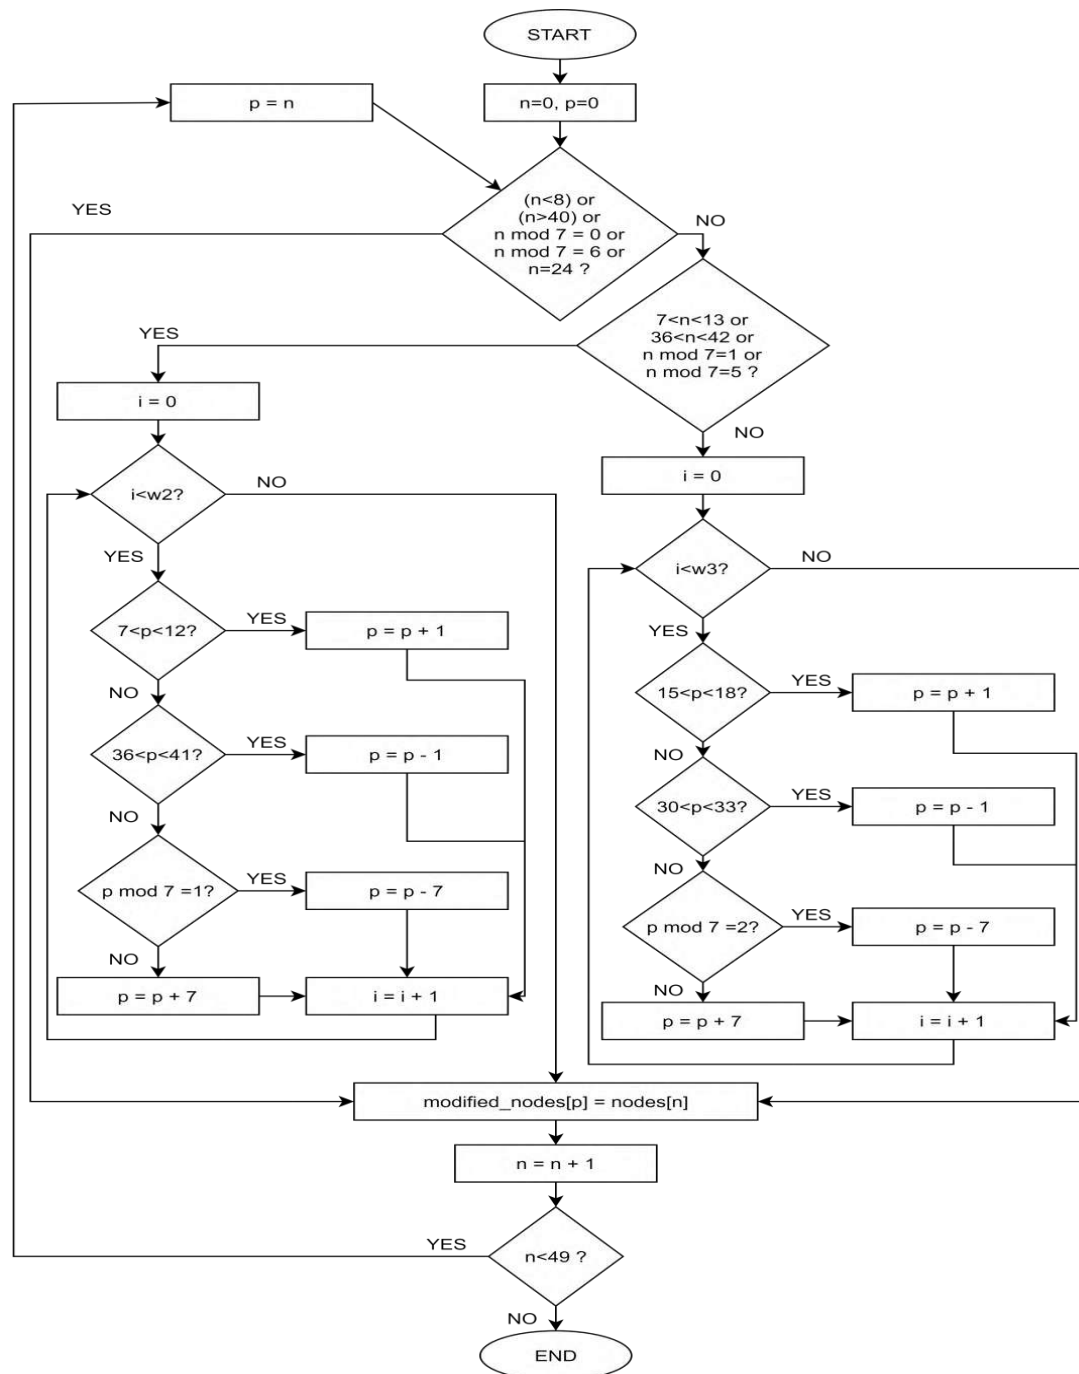 START
p = n
n=0, p=0
YES
(n<8) or
(n>40) or
n mod 7 = 0 or
n mod 7 = 6 or
n=24 ?
NO
YES
7<n<13 or
36<n<42 or
n mod 7=1 or
n mod 7=5 ?
i = 0
NO
i<w2?
NO
i = 0
YES
i<w3?
NO
7<p<12?
YES
p = p + 1
YES
NO
15<p<18?
YES
p = p + 1
36<p<41?
YES
p = p - 1
NO
NO
30<p<33?
YES
p = p - 1
p mod 7 =1?
YES
p = p - 7
NO
NO
p mod 7 =2?
YES
p = p - 7
p = p + 7
i = i + 1
NO
p = p + 7
i = i + 1
modified_nodes[p] = nodes[n]
n = n + 1
YES
n<49 ?
NO
END